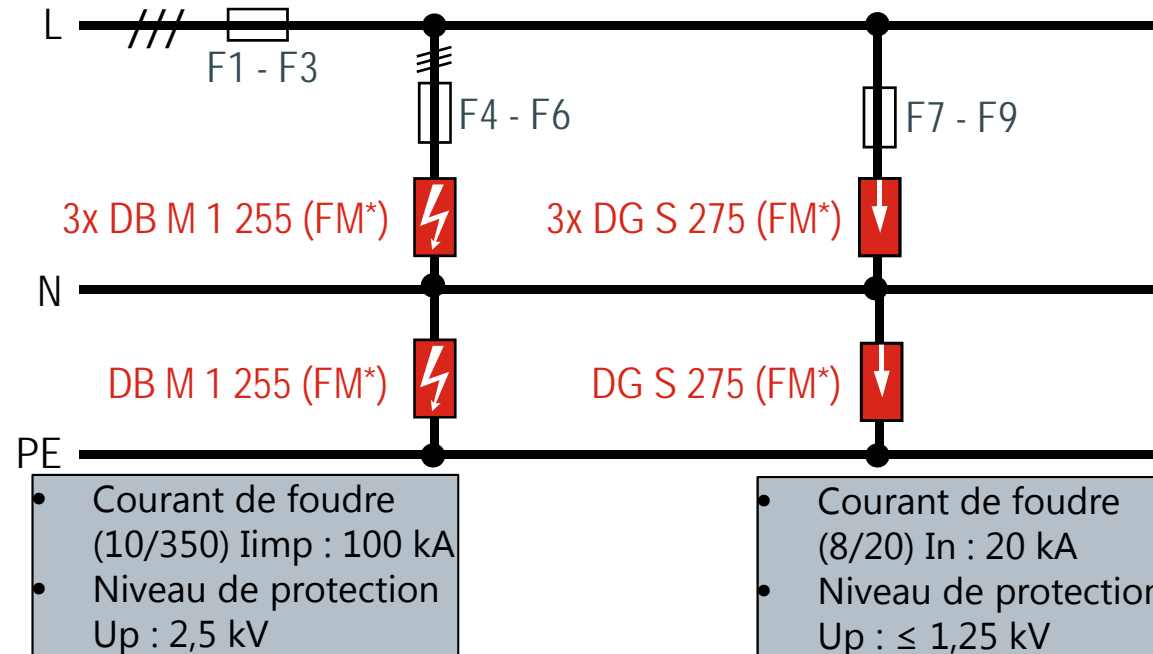 L
F1 - F3
F4 - F6
F7 - F9
3x DB M 1 255 (FM*)
3x DG S 275 (FM*)
N
DB M 1 255 (FM*)
DG S 275 (FM*)
PE
• Courant de foudre
(10/350) Iimp : 100 kA
• Niveau de protection
Up : 2,5 kV
• Courant de foudre
(8/20) In : 20 kA
• Niveau de protection
Up : ≤ 1,25 kV